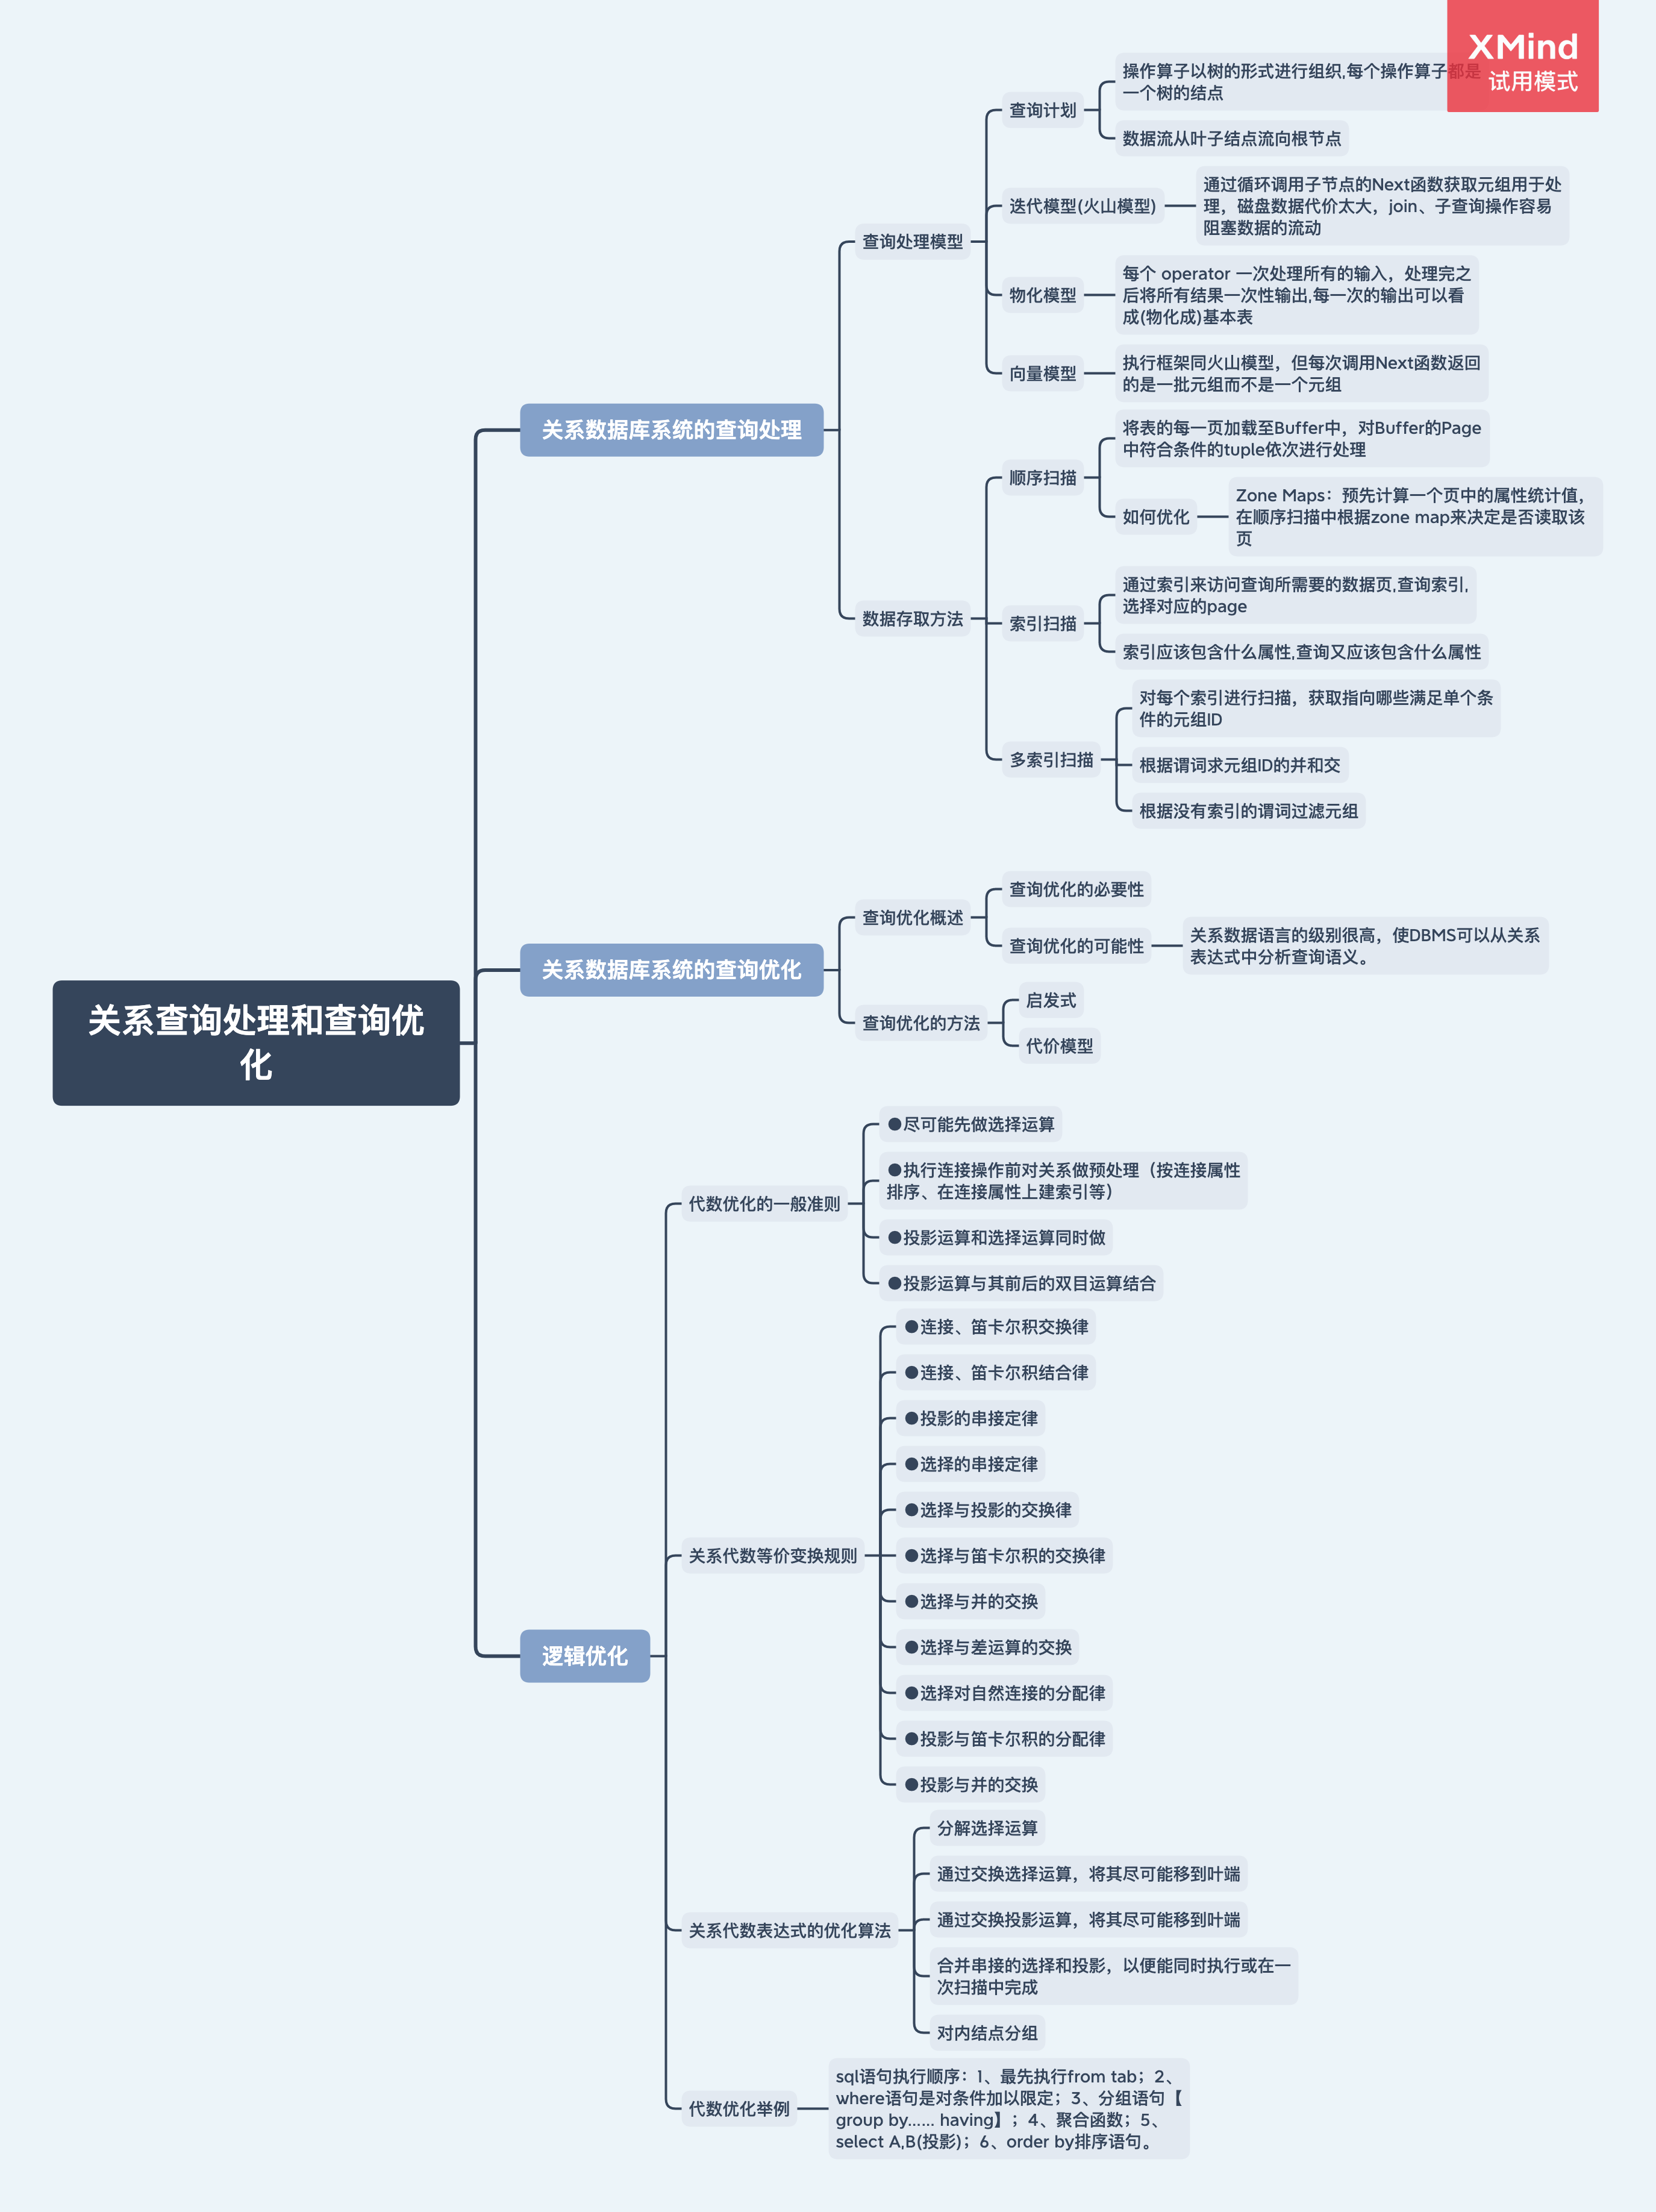 XMind
试用模式
操作算子以树的形式进行组织,每个操作算子都是
一个树的结点
查询计划
数据流从叶子结点流向根节点
通过循环调用子节点的Next函数获取元组用于处
理，磁盘数据代价太大，join、子查询操作容易
阻塞数据的流动
迭代模型(火山模型)
查询处理模型
每个 operator 一次处理所有的输入，处理完之
后将所有结果一次性输出,每一次的输出可以看
成(物化成)基本表
物化模型
执行框架同火山模型，但每次调用Next函数返回
的是一批元组而不是一个元组
向量模型
关系数据库系统的查询处理
将表的每一页加载至Buffer中，对Buffer的Page
中符合条件的tuple依次进行处理
顺序扫描
Zone Maps：预先计算一个页中的属性统计值，
在顺序扫描中根据zone map来决定是否读取该
页
如何优化
通过索引来访问查询所需要的数据页,查询索引,
选择对应的page
数据存取方法
索引扫描
索引应该包含什么属性,查询又应该包含什么属性
对每个索引进行扫描，获取指向哪些满足单个条
件的元组ID
多索引扫描
根据谓词求元组ID的并和交
根据没有索引的谓词过滤元组
查询优化的必要性
查询优化概述
查询优化的可能性
关系数据语言的级别很高，使DBMS可以从关系
表达式中分析查询语义。
关系数据库系统的查询优化
启发式
查询优化的方法
代价模型
关系查询处理和查询优
化
●尽可能先做选择运算
●执行连接操作前对关系做预处理（按连接属性
排序、在连接属性上建索引等）
代数优化的一般准则
●投影运算和选择运算同时做
●投影运算与其前后的双目运算结合
●连接、笛卡尔积交换律
●连接、笛卡尔积结合律
●投影的串接定律
●选择的串接定律
●选择与投影的交换律
关系代数等价变换规则
●选择与笛卡尔积的交换律
●选择与并的交换
●选择与差运算的交换
逻辑优化
●选择对自然连接的分配律
●投影与笛卡尔积的分配律
●投影与并的交换
分解选择运算
通过交换选择运算，将其尽可能移到叶端
通过交换投影运算，将其尽可能移到叶端
关系代数表达式的优化算法
合并串接的选择和投影，以便能同时执行或在一
次扫描中完成
对内结点分组
sql语句执行顺序：1、最先执行from tab；2、
where语句是对条件加以限定；3、分组语句【
group by…… having】；4、聚合函数；5、
select A,B(投影)；6、order by排序语句。
代数优化举例